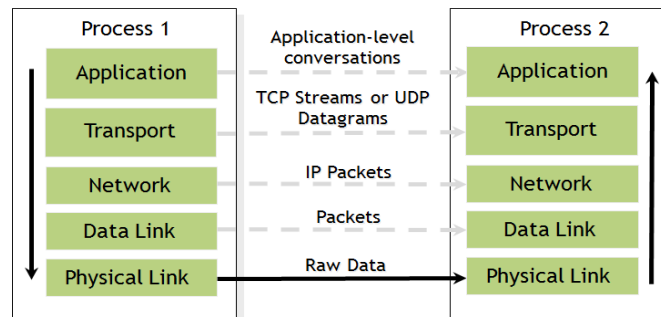 Process 1
Process 2
Application
Application-level
conversations
Application
Transport
TCP Streams or UDP
Datagrams
Transport
Network
IP Packets
Network
Data Link
Packets
Data Link
Physical Link
Raw Data
Physical Link